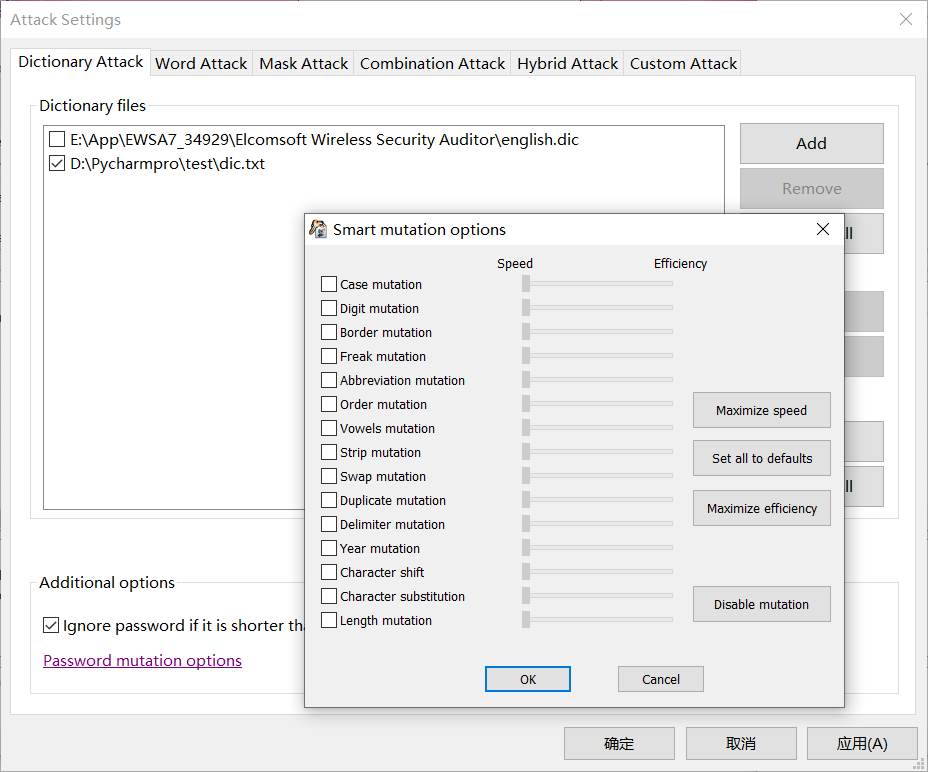 Attack Settings
Dictionary Attack Word Attack Mask Attack Combination Attack Hybrid Attack Custom Attack
Dictionary files
E:\App\EWSA7_34929\Elcomsoft Wireless Security Auditor\english.dic
D:\Pycharmpro\test\dic.txt
Add
Remove
ll
ll
Smart mutation options
Speed Efficiency
Case mutation
Digit mutation
Border mutation
Freak mutation
Abbreviation mutation
Order mutation
Vowels mutation
Strip mutation
Swap mutation
Duplicate mutation
Delimiter mutation
Year mutation
Character shift
Character substitution
Length mutation
Maximize speed
Set all to defaults
Maximize efficiency
Disable mutation
OK Cancel
Additional options
Ignore password if it is shorter tha
Password mutation options
确定 取消 应用(A)